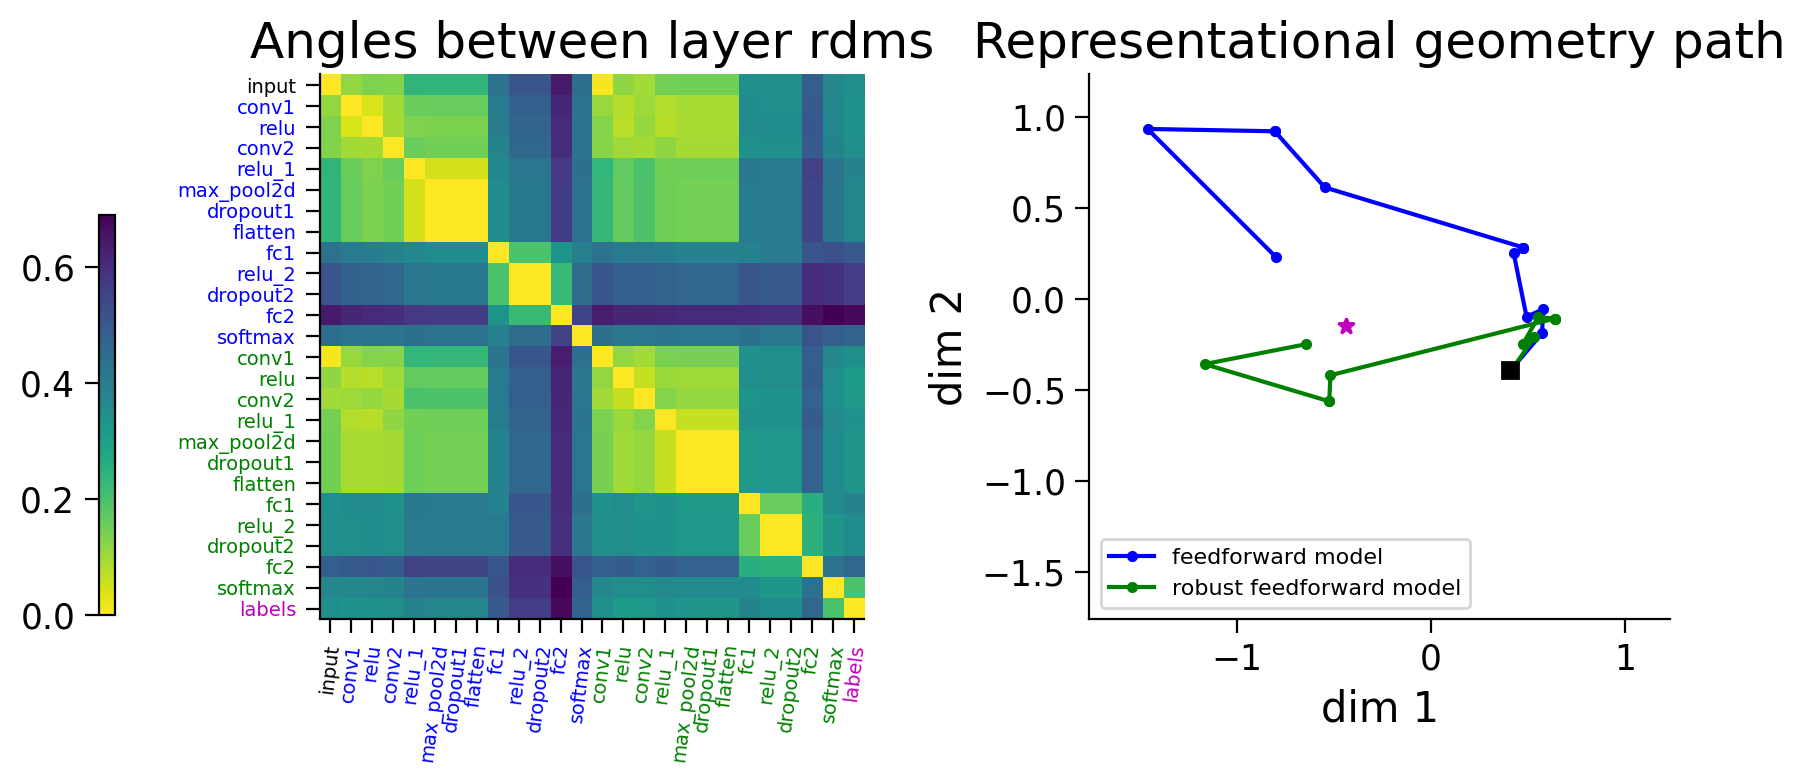 Angles between layer rdms
Representational geometry path
0.6
0.4
0.2
0.0
input
conv1
relu
conv2
relu_1
max_pool2d
dropout1
flatten
fc1
relu_2
dropout2
fc2
softmax
conv1
relu
conv2
relu_1
max_pool2d
dropout1
flatten
fc1
relu_2
dropout2
fc2
softmax
labels
input
conv1
relu
conv2
relu_1
max_pool2d
dropout1
flatten
fc1
relu_2
dropout2
fc2
softmax
conv1
relu
conv2
relu_1
max_pool2d
dropout1
flatten
fc1
relu_2
dropout2
fc2
softmax
labels
dim 2
1.0
0.5
0.0
−0.5
−1.0
−1.5
feedforward model
robust feedforward model
−1
0
1
dim 1